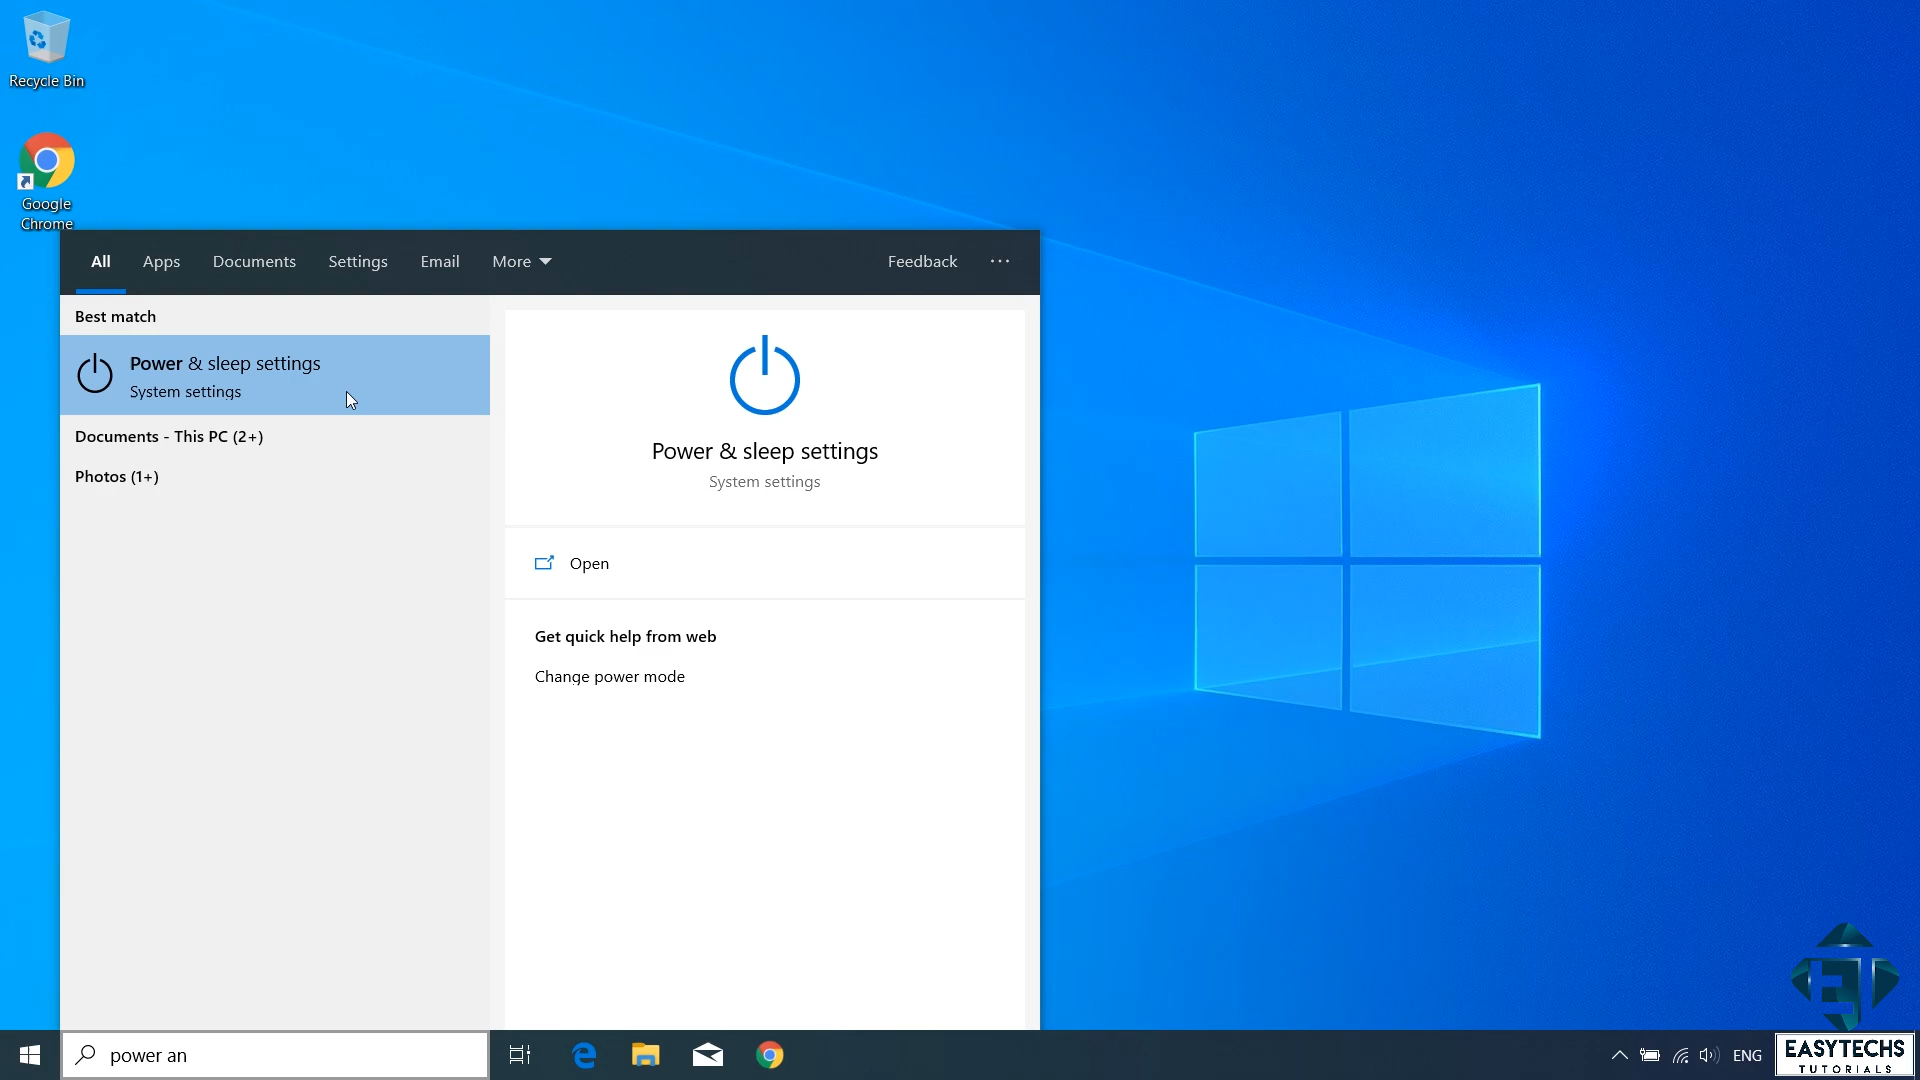 Recycle Bin
Google
Chrome
All Apps Documents Settings Email More Feedback ...
Best match
Power & sleep settings
System settings
Documents - This PC (2+)
Photos (1+)
Power & sleep settings
System settings
Open
Get quick help from web
Change power mode
power an
ENG
EASYTECHS
TUTORIALS